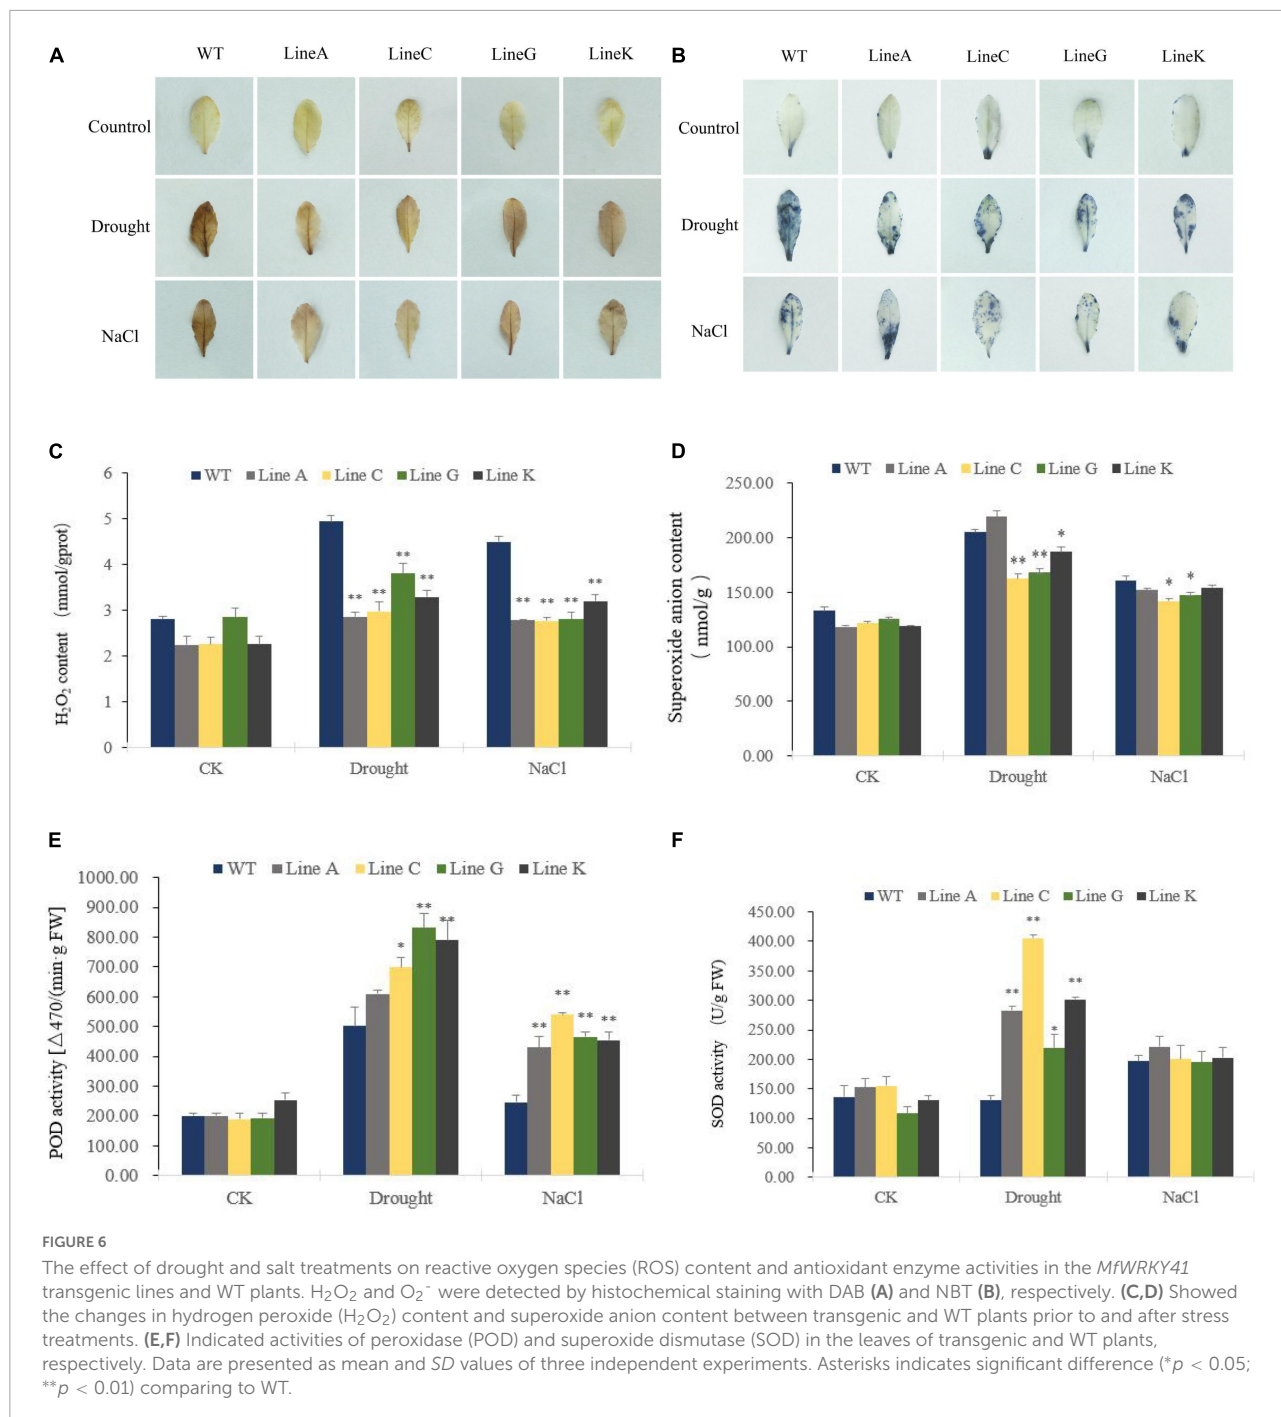 A
WT LineA LineC LineG LineK
Countrol
Drought
NaCl
B
WT LineA LineC LineG LineK
Countrol
Drought
NaCl
C
WT Line A Line C Line G Line K
H₂O₂ content (mmol/gprot)
6
5
4
3
2
1
0
** ** ** **
** ** ** **
CK Drought NaCl
D
WT Line A Line C Line G Line K
Superoxide anion content
( nmol/g )
250.00
200.00
150.00
100.00
50.00
0.00
** ** *
* *
CK Drought NaCl
E
WT Line A Line C Line G Line K
POD activity [△470/(min·g FW]
1000.00
900.00
800.00
700.00
600.00
500.00
400.00
300.00
200.00
100.00
0.00
* ** **
** ** ** **
CK Drought NaCl
F
WT Line A Line C Line G Line K
SOD activity (U/g FW)
450.00
400.00
350.00
300.00
250.00
200.00
150.00
100.00
50.00
0.00
** ** * **
CK Drought NaCl
FIGURE 6
The effect of drought and salt treatments on reactive oxygen species (ROS) content and antioxidant enzyme activities in the MfWRKY41
transgenic lines and WT plants. H₂O₂ and O₂⁻ were detected by histochemical staining with DAB (A) and NBT (B), respectively. (C,D) Showed
the changes in hydrogen peroxide (H₂O₂) content and superoxide anion content between transgenic and WT plants prior to and after stress
treatments. (E,F) Indicated activities of peroxidase (POD) and superoxide dismutase (SOD) in the leaves of transgenic and WT plants,
respectively. Data are presented as mean and SD values of three independent experiments. Asterisks indicates significant difference (*p < 0.05;
**p < 0.01) comparing to WT.